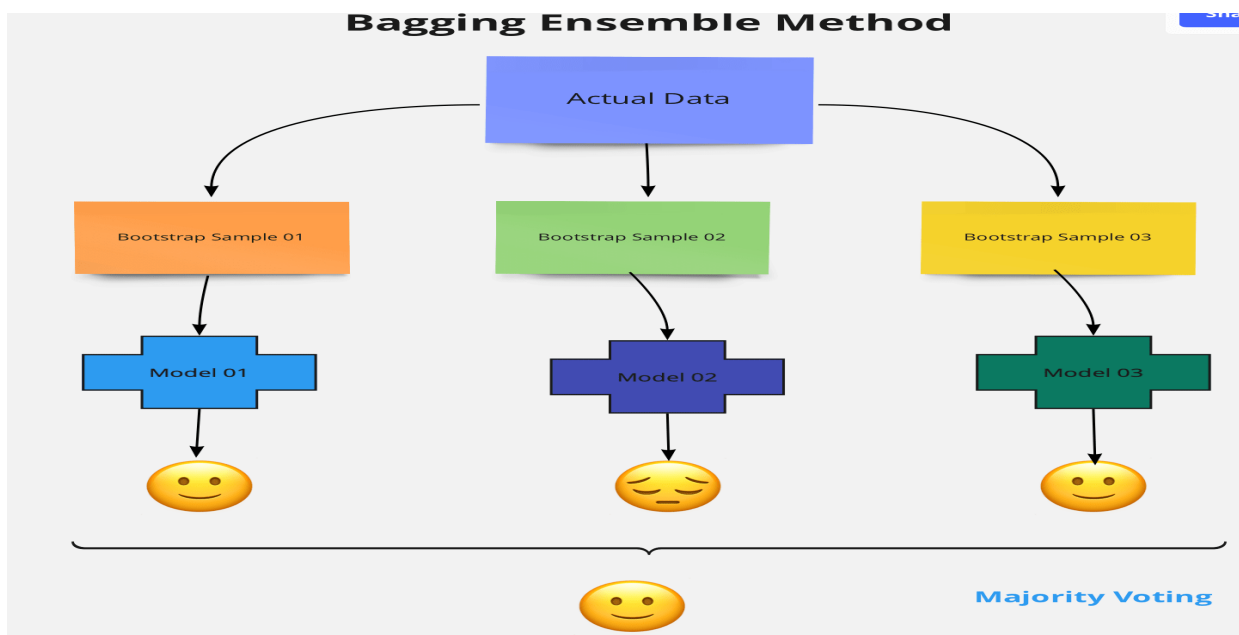 Bagging Ensemble Method
Actual Data
Bootstrap Sample 01
Bootstrap Sample 02
Bootstrap Sample 03
Model 01
Model 02
Model 03
Majority Voting